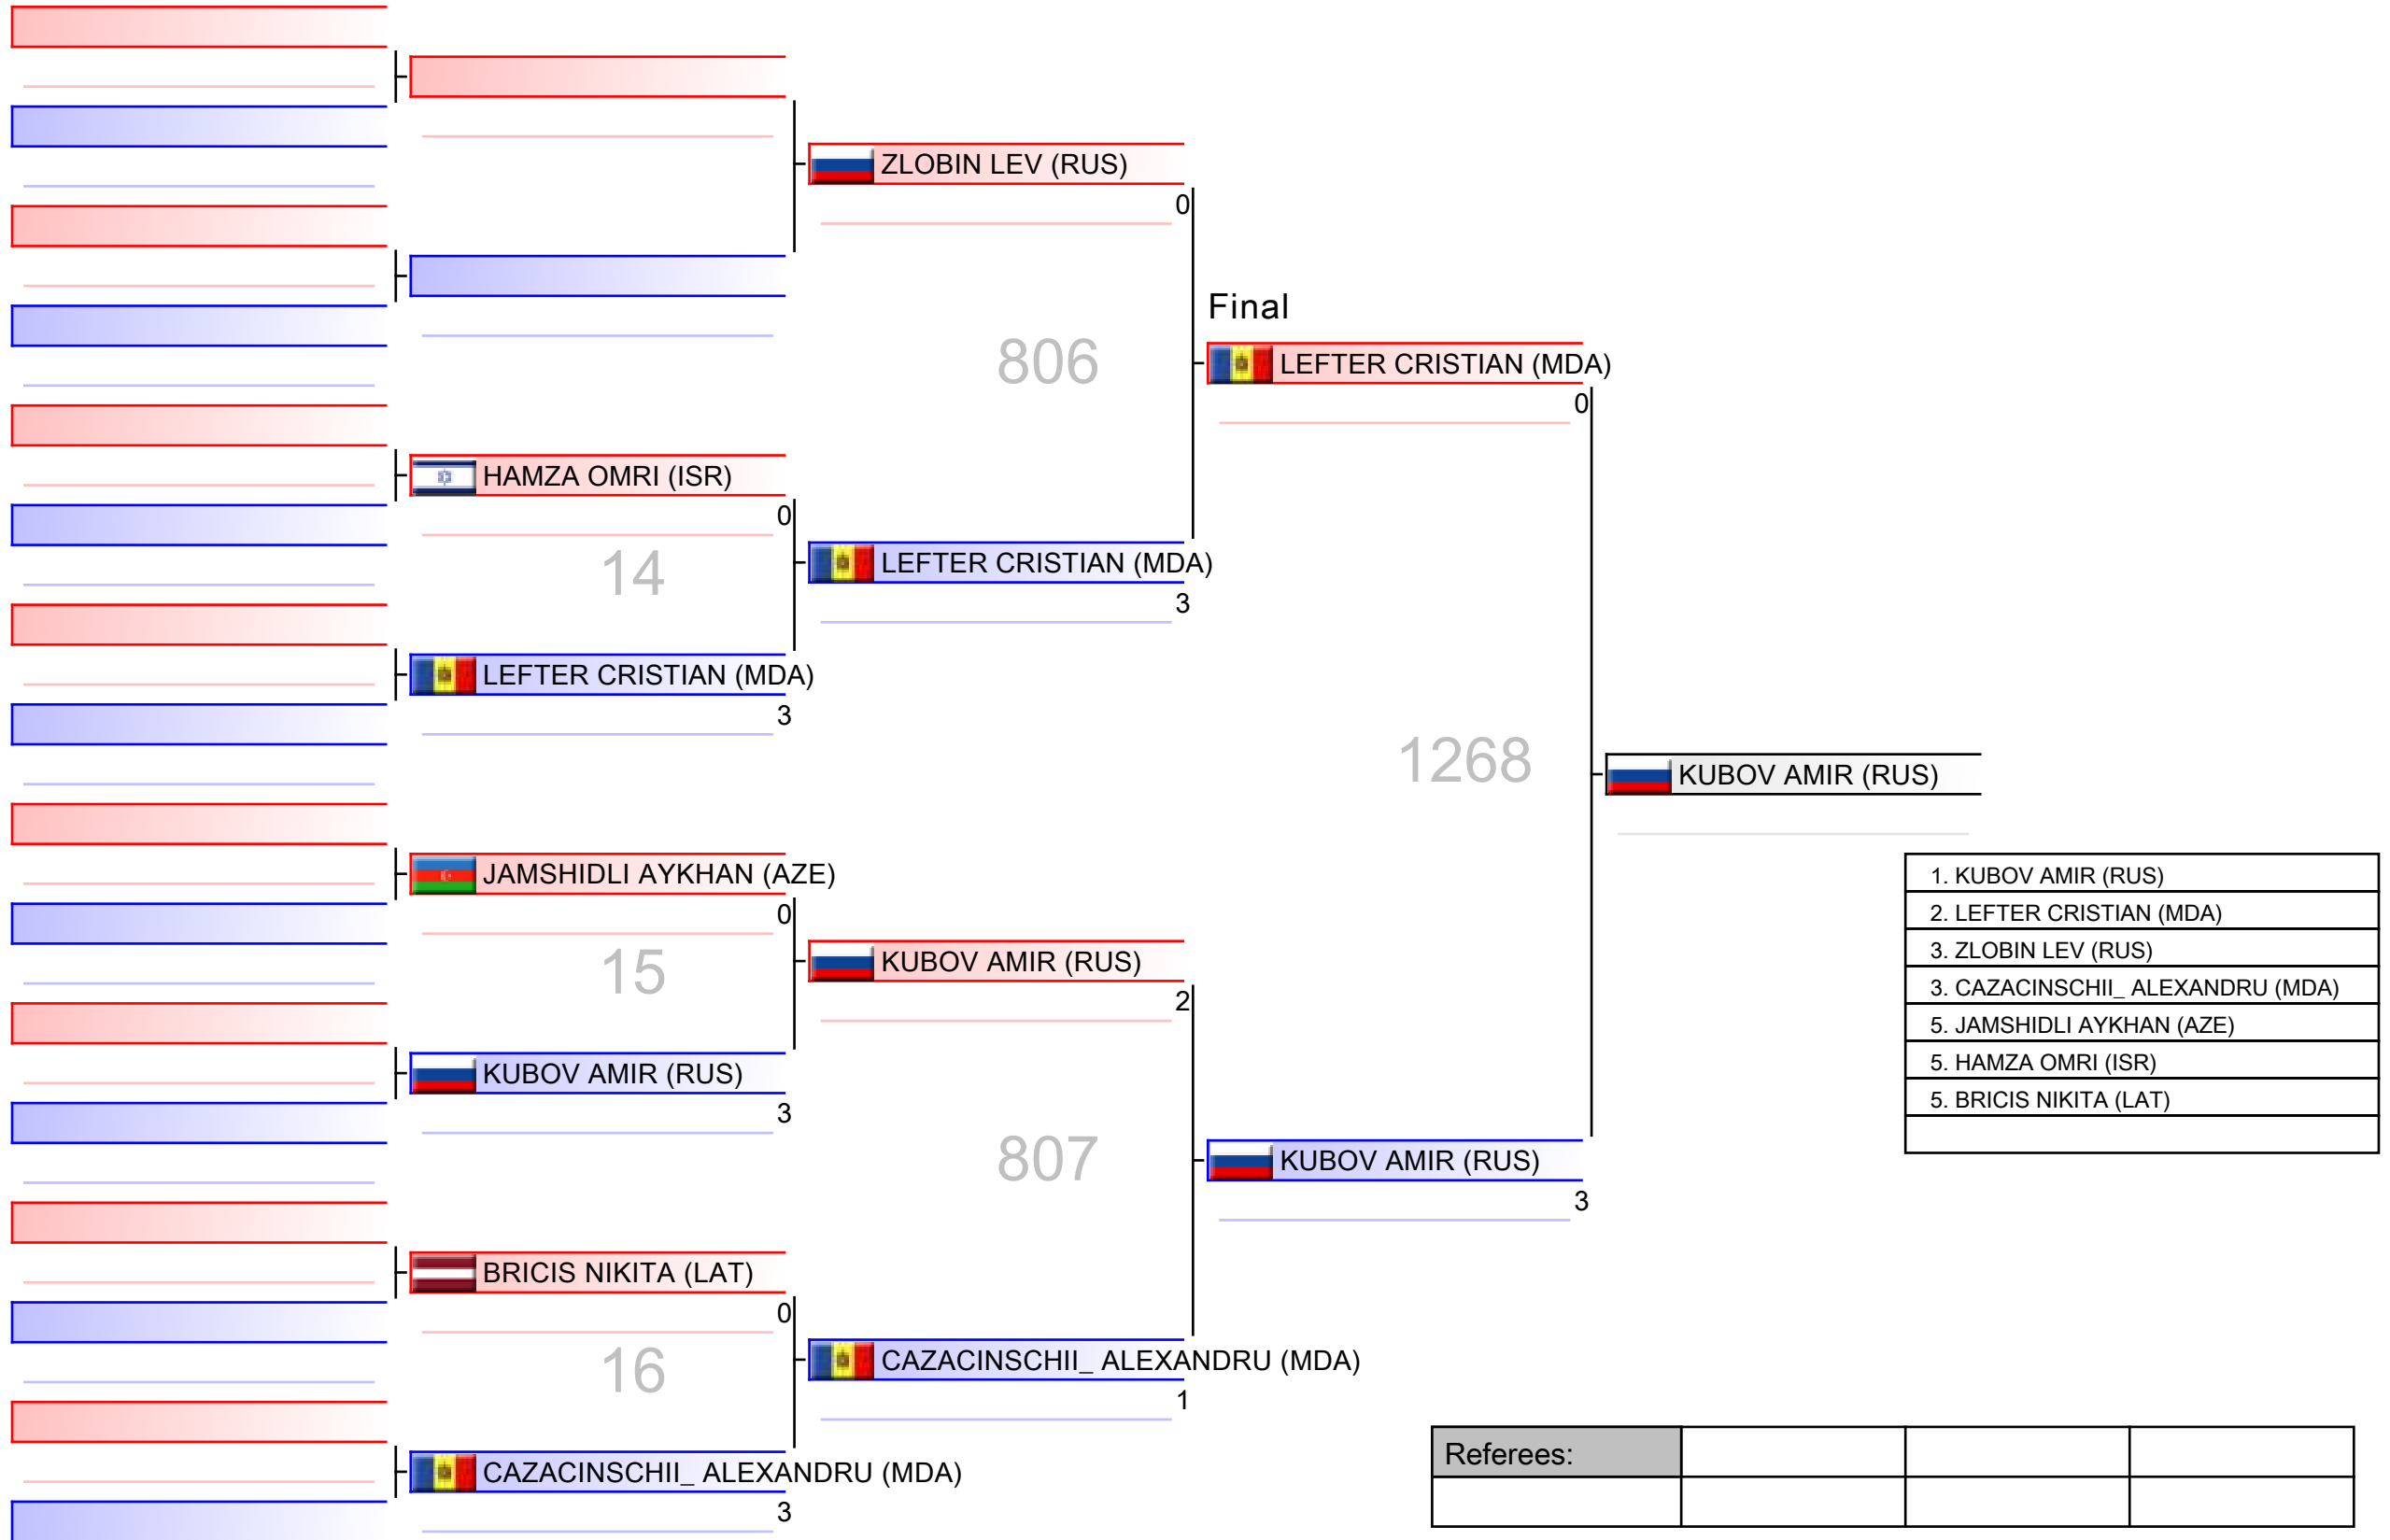 ZLOBIN LEV (RUS)
0
806
Final
LEFTER CRISTIAN (MDA)
0
HAMZA OMRI (ISR)
0
14
LEFTER CRISTIAN (MDA)
3
LEFTER CRISTIAN (MDA)
3
1268
KUBOV AMIR (RUS)
JAMSHIDLI AYKHAN (AZE)
0
15
KUBOV AMIR (RUS)
2
KUBOV AMIR (RUS)
3
807
KUBOV AMIR (RUS)
3
BRICIS NIKITA (LAT)
0
16
CAZACINSCHII_ ALEXANDRU (MDA)
1
CAZACINSCHII_ ALEXANDRU (MDA)
3
1. KUBOV AMIR (RUS)
2. LEFTER CRISTIAN (MDA)
3. ZLOBIN LEV (RUS)
3. CAZACINSCHII_ ALEXANDRU (MDA)
5. JAMSHIDLI AYKHAN (AZE)
5. HAMZA OMRI (ISR)
5. BRICIS NIKITA (LAT)
Referees: